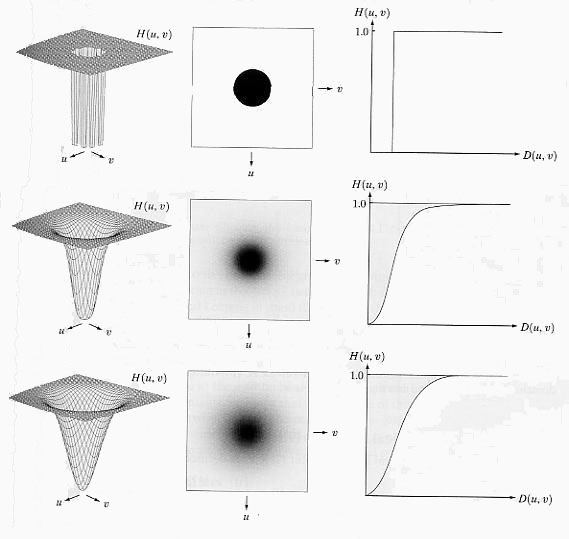 H(u, v)
u
v
v
u
H(u, v)
1.0
D(u, v)
H(u, v)
u
v
v
u
H(u, v)
1.0
D(u, v)
H(u, v)
u
v
v
u
H(u, v)
1.0
D(u, v)